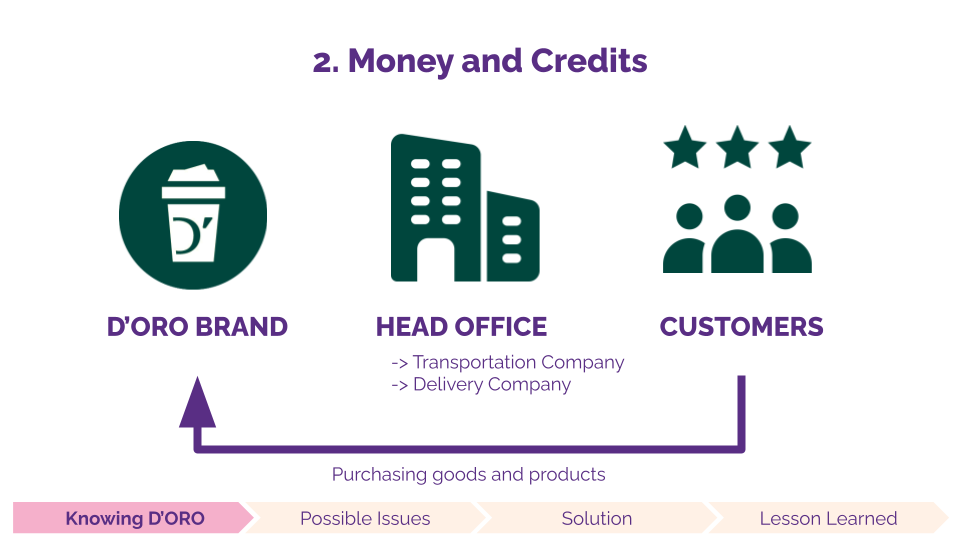 2. Money and Credits
D’
D’ORO BRAND
HEAD OFFICE
CUSTOMERS
-> Transportation Company
-> Delivery Company
Purchasing goods and products
Knowing D’ORO
Possible Issues
Solution
Lesson Learned